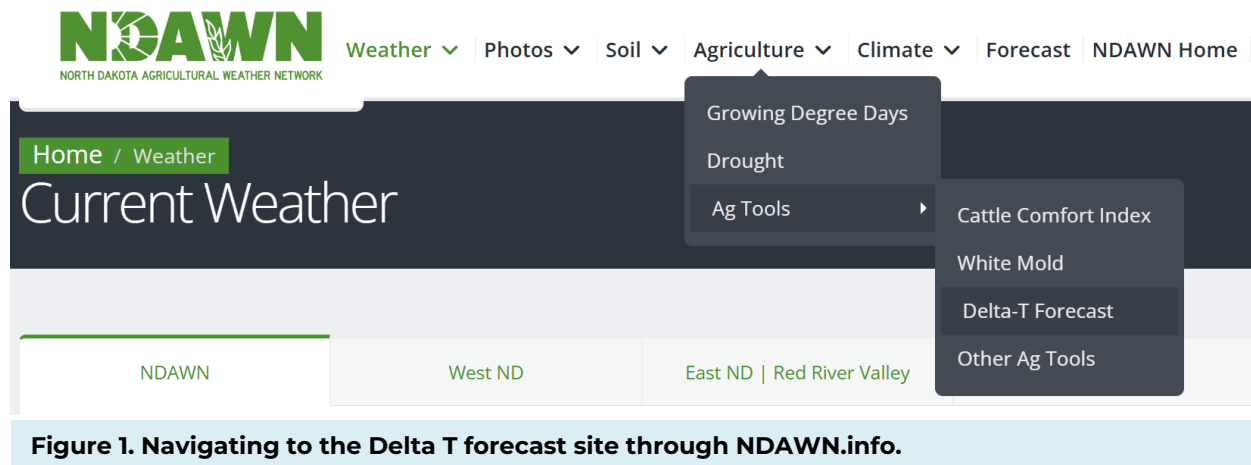 NDAWN
NORTH DAKOTA AGRICULTURAL WEATHER NETWORK
Weather Photos Soil Agriculture Climate Forecast NDAWN Home
Growing Degree Days
Drought
Ag Tools
Cattle Comfort Index
White Mold
Delta-T Forecast
Other Ag Tools
Home / Weather
Current Weather
NDAWN West ND East ND | Red River Valley
Figure 1. Navigating to the Delta T forecast site through NDAWN.info.